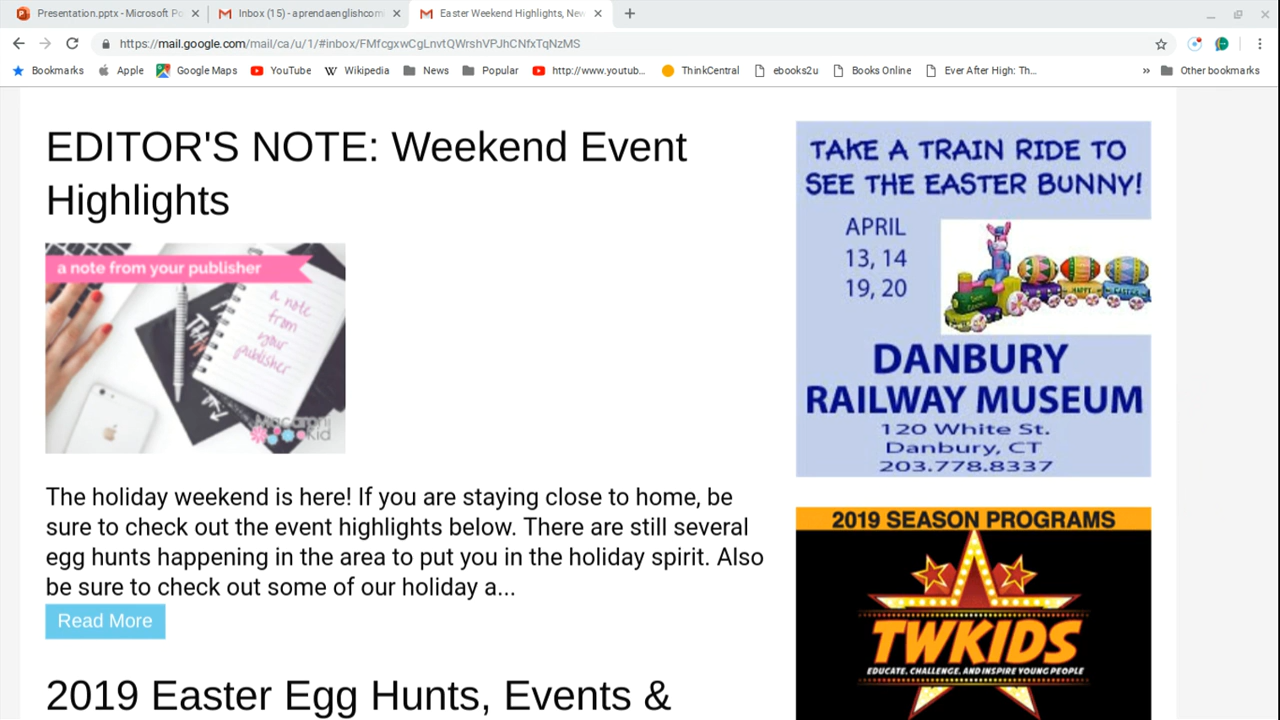 Presentation.pptx - Microsoft Po
Inbox (15) - aprendaenglishcom
Easter Weekend Highlights, New
https://mail.google.com/mail/ca/u/1/#inbox/FMfcgxwCgLnvtQWrshVPJhCNfxTqNzMS
Bookmarks Apple Google Maps YouTube Wikipedia News Popular http://www.youtub... ThinkCentral ebooks2u Books Online Ever After High: Th... » Other bookmarks
EDITOR'S NOTE: Weekend Event
Highlights
a note from your publisher
a note
from
your
publisher
Macaroni
Kid
The holiday weekend is here! If you are staying close to home, be
sure to check out the event highlights below. There are still several
egg hunts happening in the area to put you in the holiday spirit. Also
be sure to check out some of our holiday a...
Read More
2019 Easter Egg Hunts, Events &
TAKE A TRAIN RIDE TO
SEE THE EASTER BUNNY!
APRIL
13, 14
19, 20
HAPPY
EASTER
DANBURY
RAILWAY MUSEUM
120 White St.
Danbury, CT
203.778.8337
2019 SEASON PROGRAMS
TWKIDS
EDUCATE, CHALLENGE, AND INSPIRE YOUNG PEOPLE